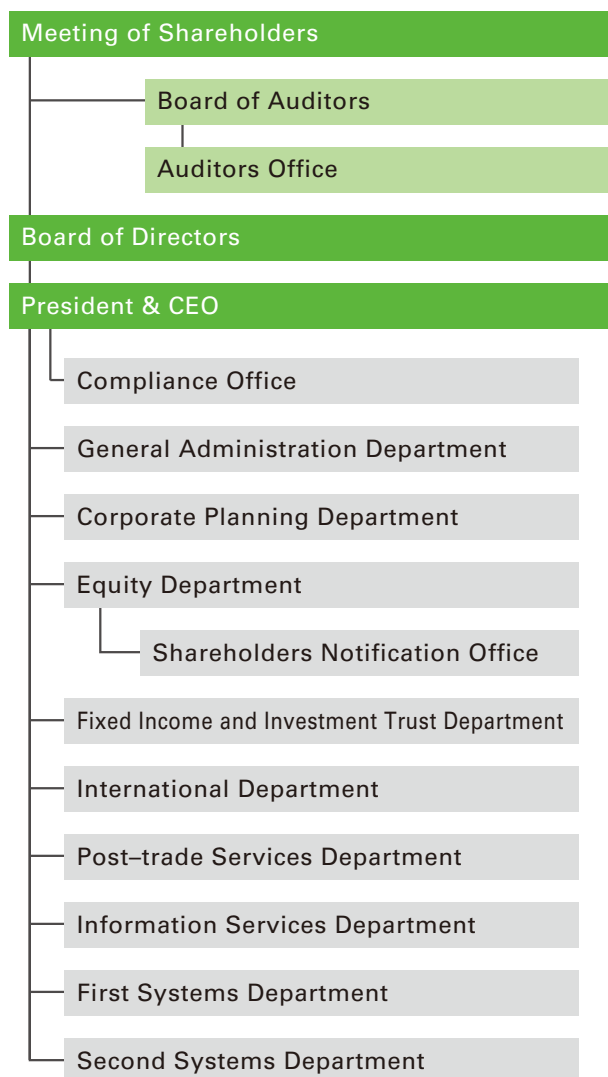 Meeting of Shareholders
Board of Auditors
Auditors Office
Board of Directors
President & CEO
Compliance Office
General Administration Department
Corporate Planning Department
Equity Department
Shareholders Notification Office
Fixed Income and Investment Trust Department
International Department
Post–trade Services Department
Information Services Department
First Systems Department
Second Systems Department